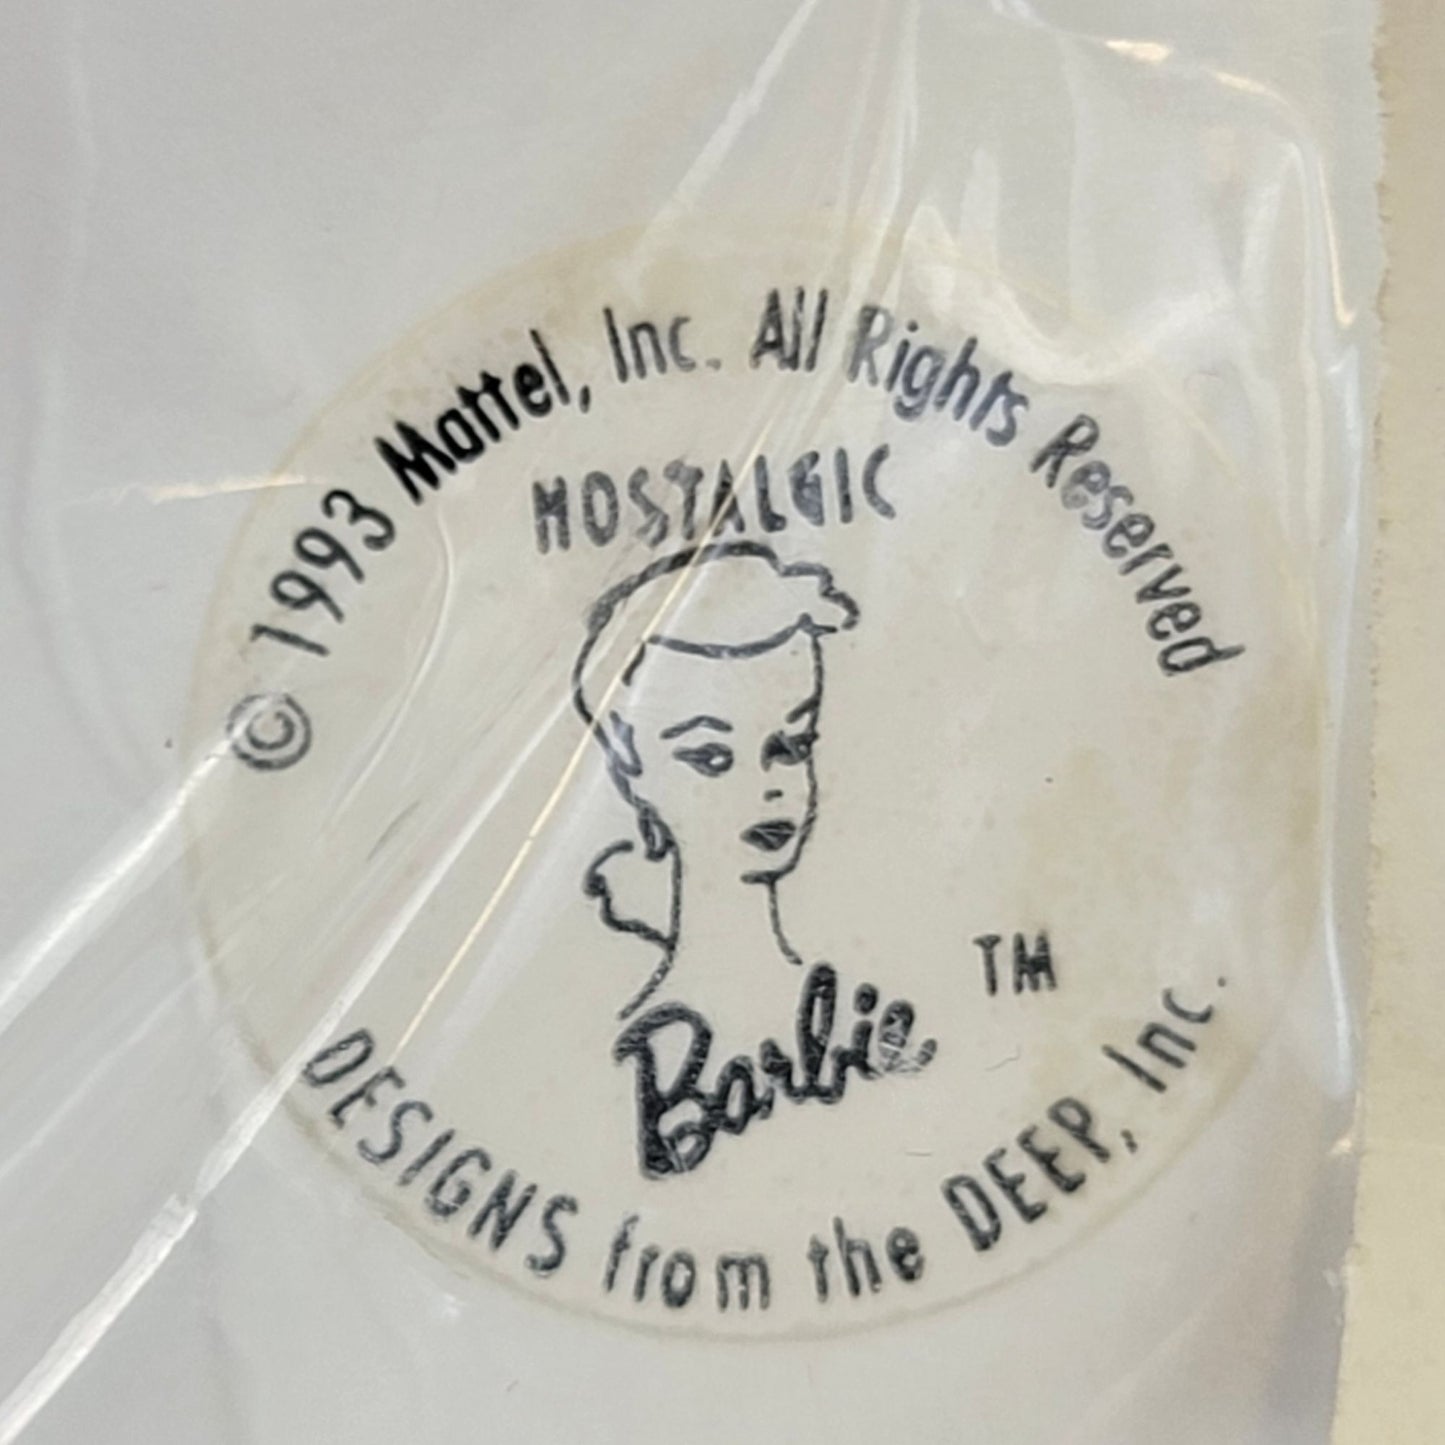 © 1993 Mattel, Inc. All Rights Reserved
NOSTALGIC
Barbie ™
DESIGNS from the DEEP, Inc.